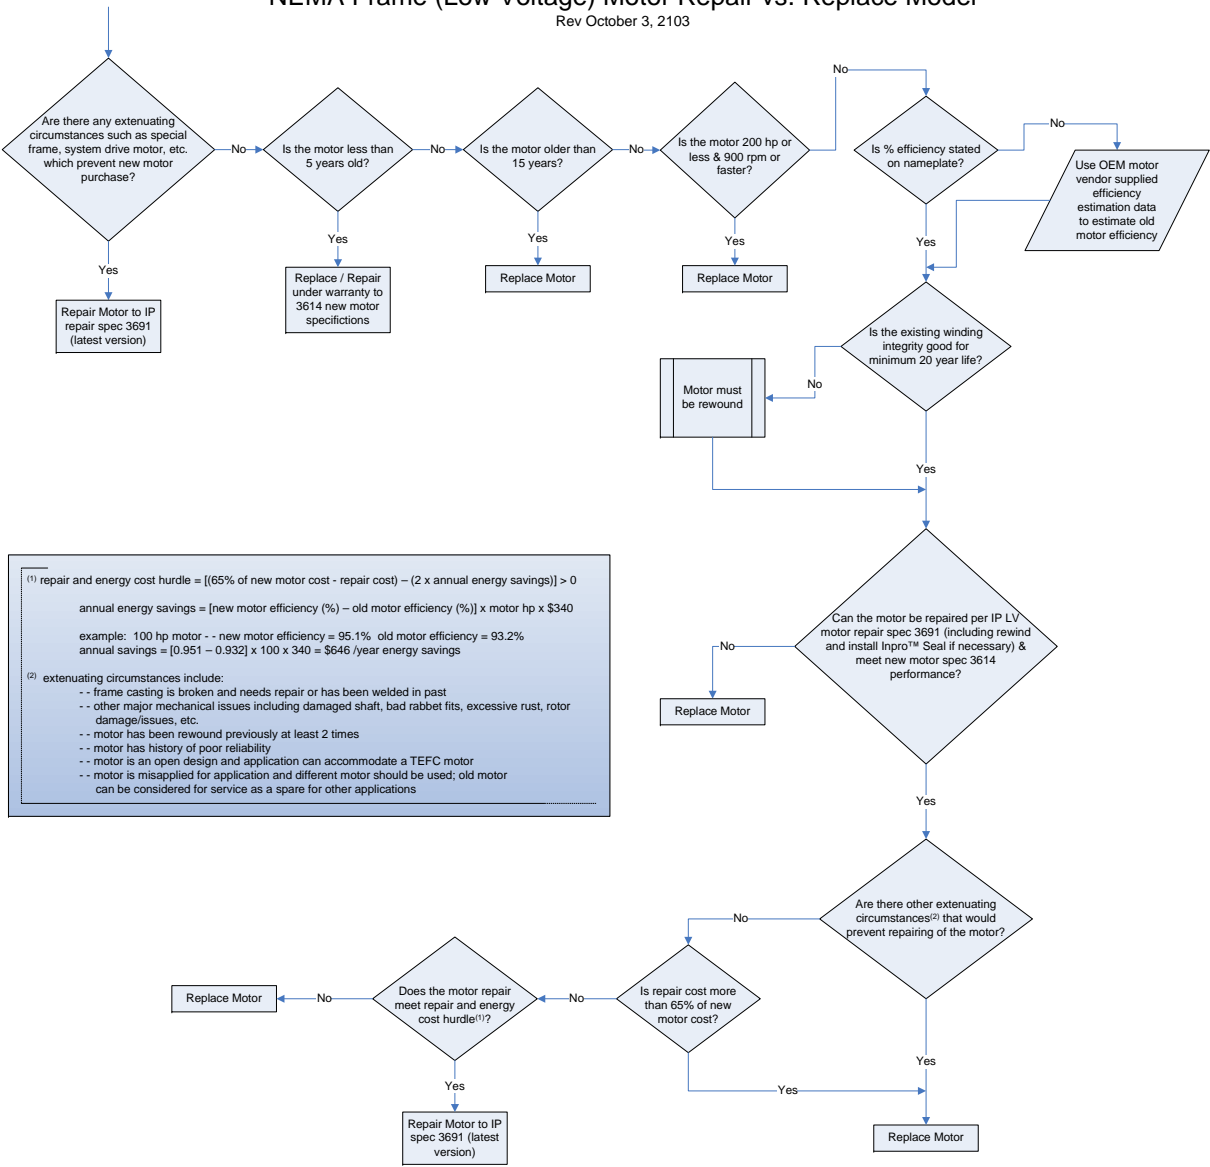 NEMA Frame (Low Voltage) Motor Repair vs. Replace Model
Rev October 3, 2103
Are there any extenuating
circumstances such as special
frame, system drive motor, etc.
which prevent new motor
purchase?
No
Is the motor less than
5 years old?
No
Is the motor older than
15 years?
No
Is the motor 200 hp or
less & 900 rpm or
faster?
No
Is % efficiency stated
on nameplate?
No
Use OEM motor
vendor supplied
efficiency
estimation data
to estimate old
motor efficiency
Yes
Repair Motor to IP
repair spec 3691
(latest version)
Yes
Replace / Repair
under warranty to
3614 new motor
specifictions
Yes
Replace Motor
Yes
Replace Motor
Yes
Is the existing winding
integrity good for
minimum 20 year life?
No
Motor must
be rewound
Yes
(1) repair and energy cost hurdle = [(65% of new motor cost - repair cost) – (2 x annual energy savings)] > 0
annual energy savings = [new motor efficiency (%) – old motor efficiency (%)] x motor hp x $340
example: 100 hp motor - - new motor efficiency = 95.1% old motor efficiency = 93.2%
annual savings = [0.951 – 0.932] x 100 x 340 = $646 /year energy savings
(2) extenuating circumstances include:
- - frame casting is broken and needs repair or has been welded in past
- - other major mechanical issues including damaged shaft, bad rabbet fits, excessive rust, rotor
damage/issues, etc.
- - motor has been rewound previously at least 2 times
- - motor has history of poor reliability
- - motor is an open design and application can accommodate a TEFC motor
- - motor is misapplied for application and different motor should be used; old motor
can be considered for service as a spare for other applications
Can the motor be repaired per IP LV
motor repair spec 3691 (including rewind
and install Inpro™ Seal if necessary) &
meet new motor spec 3614
performance?
No
Replace Motor
Yes
Are there other extenuating
circumstances(2) that would
prevent repairing of the motor?
No
Is repair cost more
than 65% of new
motor cost?
No
Does the motor repair
meet repair and energy
cost hurdle(1)?
No
Replace Motor
Yes
Yes
Yes
Repair Motor to IP
spec 3691 (latest
version)
Replace Motor